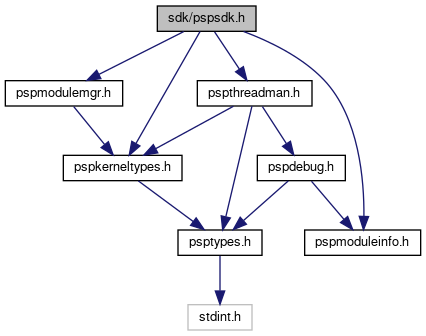 sdk/pspsdk.h
pspmodulemgr.h
pspthreadman.h
pspkerneltypes.h
pspdebug.h
psptypes.h
pspmoduleinfo.h
stdint.h